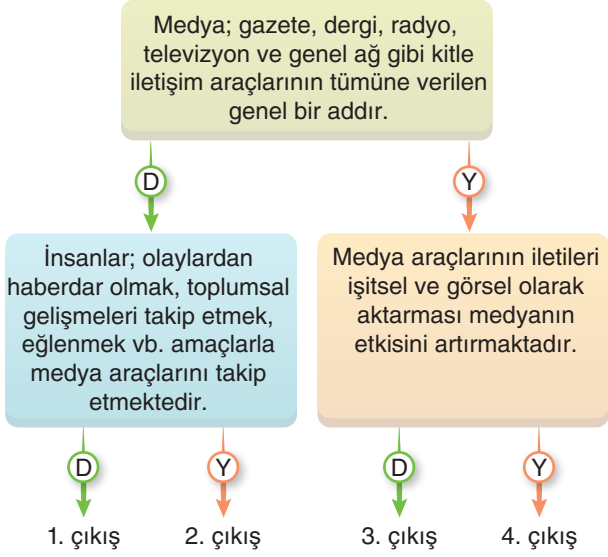 Medya; gazete, dergi, radyo,
televizyon ve genel ağ gibi kitle
iletişim araçlarının tümüne verilen
genel bir addır.
D
Y
İnsanlar; olaylardan
haberdar olmak, toplumsal
gelişmeleri takip etmek,
eğlenmek vb. amaçlarla
medya araçlarını takip
etmektedir.
Medya araçlarının iletileri
işitsel ve görsel olarak
aktarması medyanın
etkisini artırmaktadır.
D
Y
D
Y
1. çıkış
2. çıkış
3. çıkış
4. çıkış